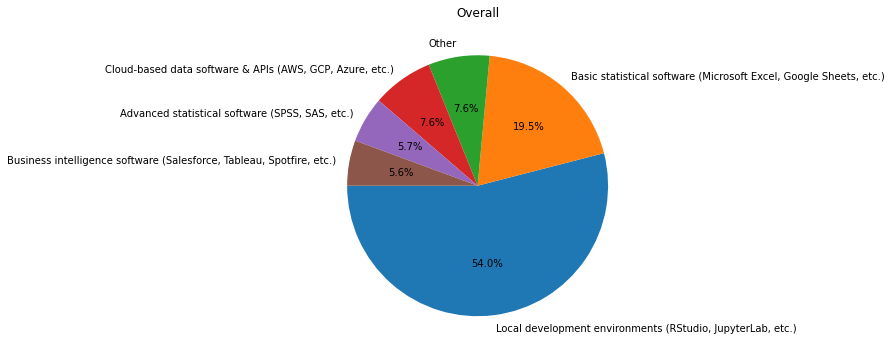 Overall
Other
Cloud-based data software & APIs (AWS, GCP, Azure, etc.)
Basic statistical software (Microsoft Excel, Google Sheets, etc.)
7.6%
7.6%
19.5%
Advanced statistical software (SPSS, SAS, etc.)
5.7%
Business intelligence software (Salesforce, Tableau, Spotfire, etc.)
5.6%
54.0%
Local development environments (RStudio, JupyterLab, etc.)